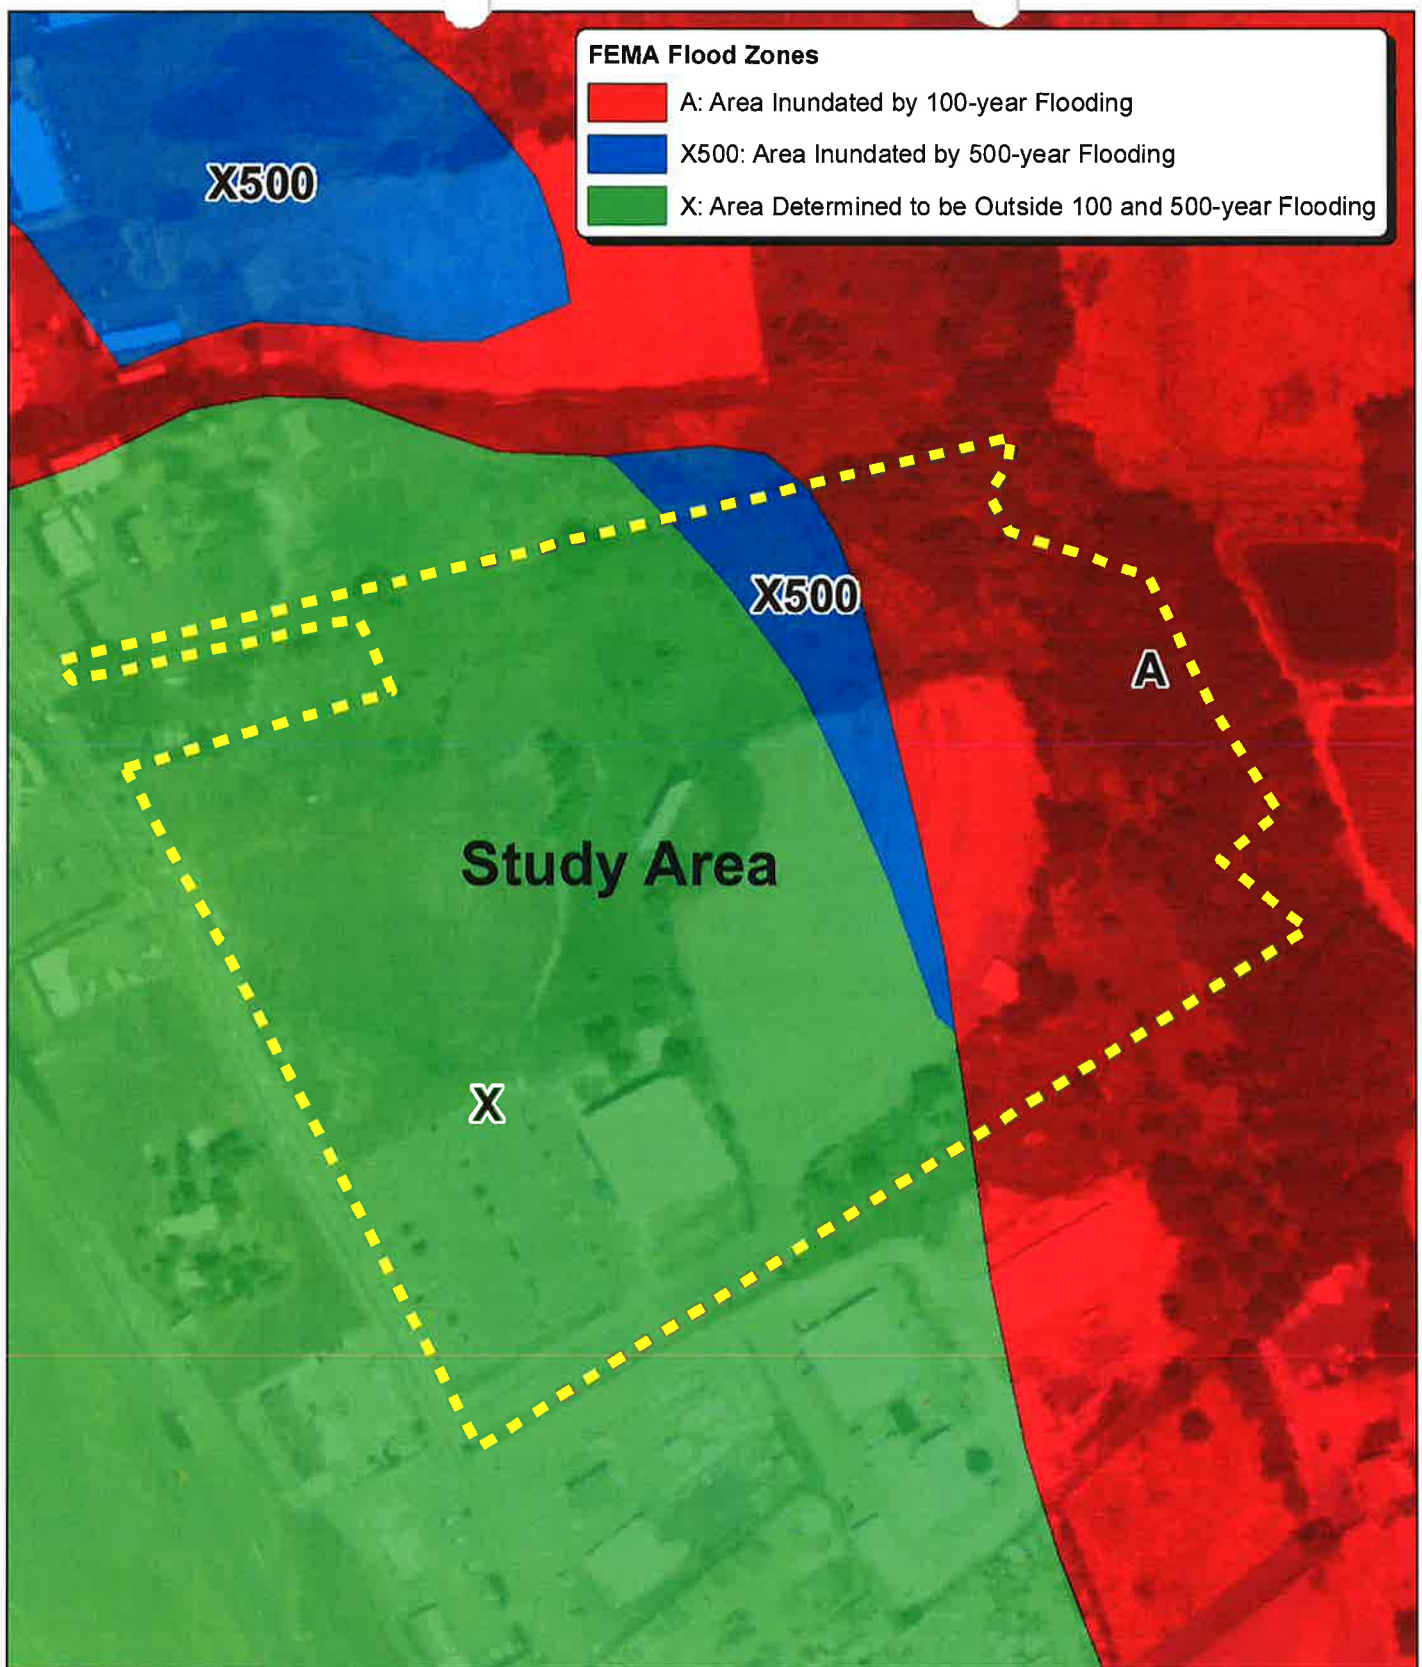 FEMA Flood Zones
A: Area Inundated by 100-year Flooding
X500: Area Inundated by 500-year Flooding
X: Area Determined to be Outside 100 and 500-year Flooding
X500
X500
A
Study Area
X